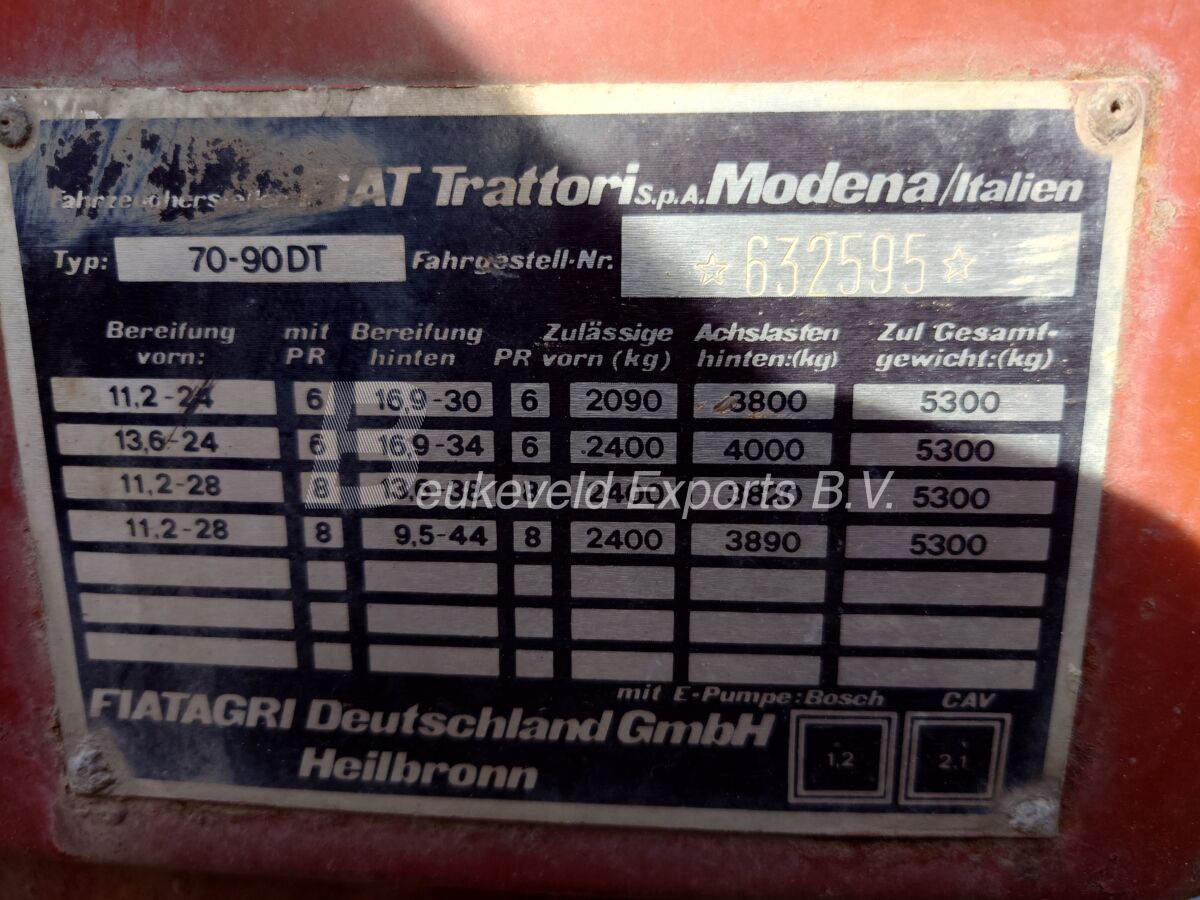 Fahrzeughersteller FIAT Trattori S.p.A. Modena/Italien
Typ: 70-90DT Fahrgestell-Nr. ☆632595☆
Bereifung mit Bereifung Zulässige Achslasten Zul Gesamt-
vorn: PR hinten PR vorn (kg) hinten:(kg) gewicht:(kg)
11,2-24 6 16,9-30 6 2090 3800 5300
13,6-24 6 16,9-34 6 2400 4000 5300
11,2-28 8 8 2400 5300
Beukeveld Exports B.V.
11,2-28 8 9,5-44 8 2400 3890 5300
mit E-Pumpe: Bosch CAV
FIATAGRI Deutschland GmbH
Heilbronn
1.2 2.1